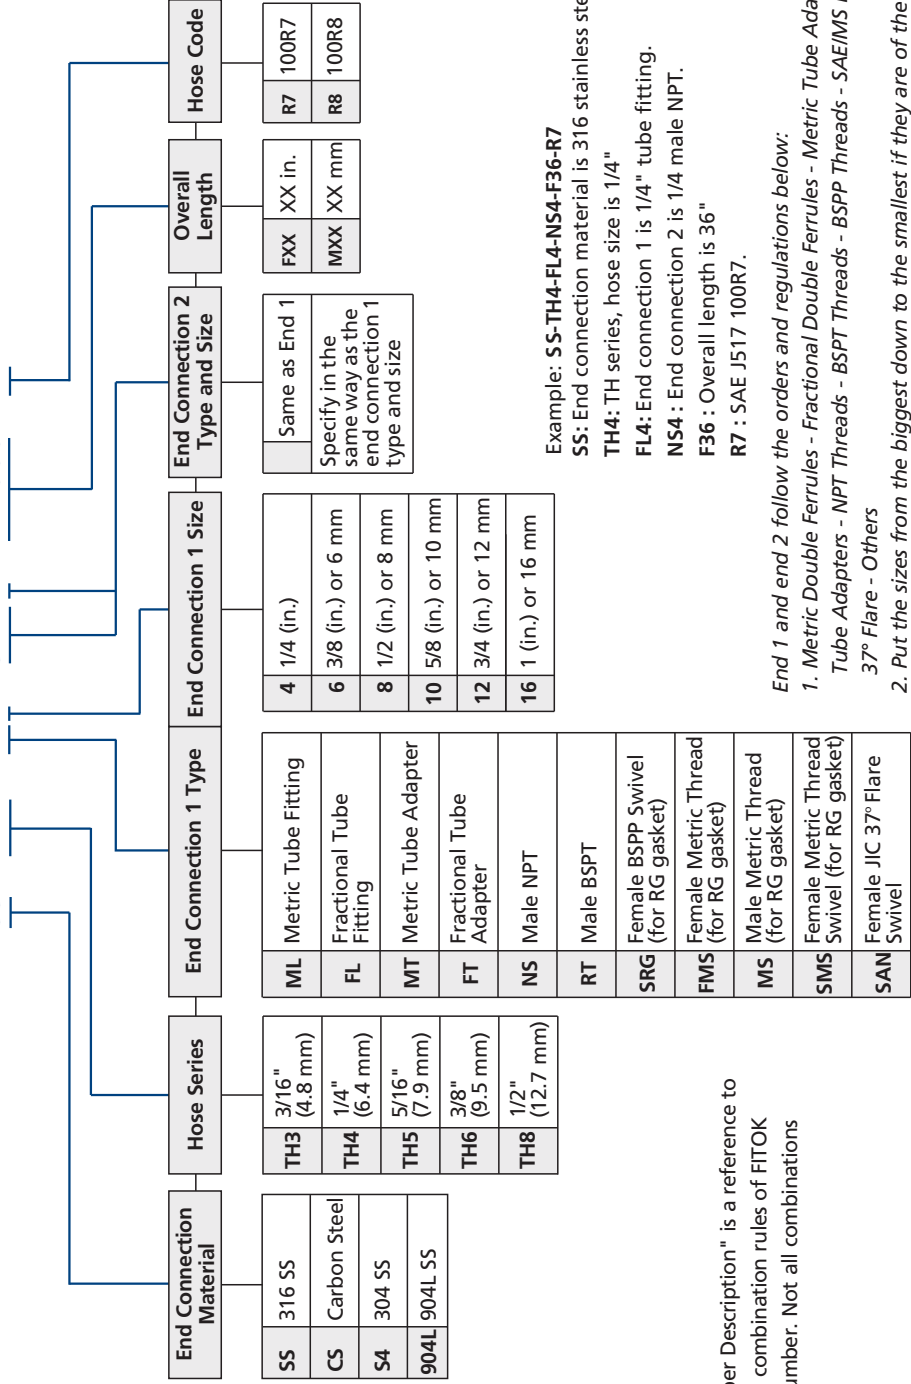 End Connection
Material
SS 316 SS
CS Carbon Steel
S4 304 SS
904L 904L SS
Hose Series
TH3 3/16"
(4.8 mm)
TH4 1/4"
(6.4 mm)
TH5 5/16"
(7.9 mm)
TH6 3/8"
(9.5 mm)
TH8 1/2"
(12.7 mm)
End Connection 1 Type
ML Metric Tube Fitting
FL Fractional Tube
Fitting
MT Metric Tube Adapter
FT Fractional Tube
Adapter
NS Male NPT
RT Male BSPT
SRG Female BSPP Swivel
(for RG gasket)
FMS Female Metric Thread
(for RG gasket)
MS Male Metric Thread
(for RG gasket)
SMS Female Metric Thread
Swivel (for RG gasket)
SAN Female JIC 37° Flare
Swivel
End Connection 1 Size
4 1/4 (in.)
6 3/8 (in.) or 6 mm
8 1/2 (in.) or 8 mm
10 5/8 (in.) or 10 mm
12 3/4 (in.) or 12 mm
16 1 (in.) or 16 mm
End Connection 2
Type and Size
Same as End 1
Specify in the
same way as the
end connection 1
type and size
Overall
Length
FXX XX in.
MXX XX mm
Hose Code
R7 100R7
R8 100R8
Example: SS-TH4-FL4-NS4-F36-R7
SS: End connection material is 316 stainless
TH4: TH series, hose size is 1/4"
FL4: End connection 1 is 1/4" tube fitting.
NS4 : End connection 2 is 1/4 male NPT.
F36 : Overall length is 36"
R7 : SAE J517 100R7.
End 1 and end 2 follow the orders and regulations below:
1. Metric Double Ferrules - Fractional Double Ferrules - Metric Tube
Tube Adapters - NPT Threads - BSPT Threads - BSPP Threads - SAE/MS
37° Flare - Others
2. Put the sizes from the biggest down to the smallest if they are of the
Description" is a reference to
combination rules of FITOK
Not all combinations